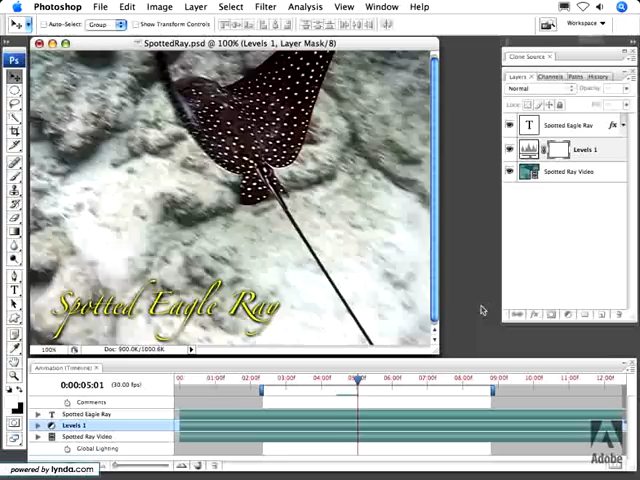 Photoshop File Edit Image Layer Select Filter Analysis View Window Help
Auto-Select: Group Show Transform Controls Workspace
SpottedRay.psd @ 100% (Levels 1, Layer Mask/8)
Ps
Clone Source ×
Layers × Channels Paths History
Normal Opacity:
Lock: Fill:
T Spotted Eagle Ray fx
Levels 1
Spotted Ray Video
Spotted Eagle Ray
100% Doc: 900.0K/1000.6K
Animation (Timeline) ×
0:00:05:01 (30.00 fps) 00 01:00f 02:00f 03:00f 04:00f 05:00f 06:00f 07:00f 08:00f 09:00f 10:00f 11:00f 12:00f
Comments
Spotted Eagle Ray
Levels 1
Spotted Ray Video
Global Lighting
Adobe
powered by lynda.com